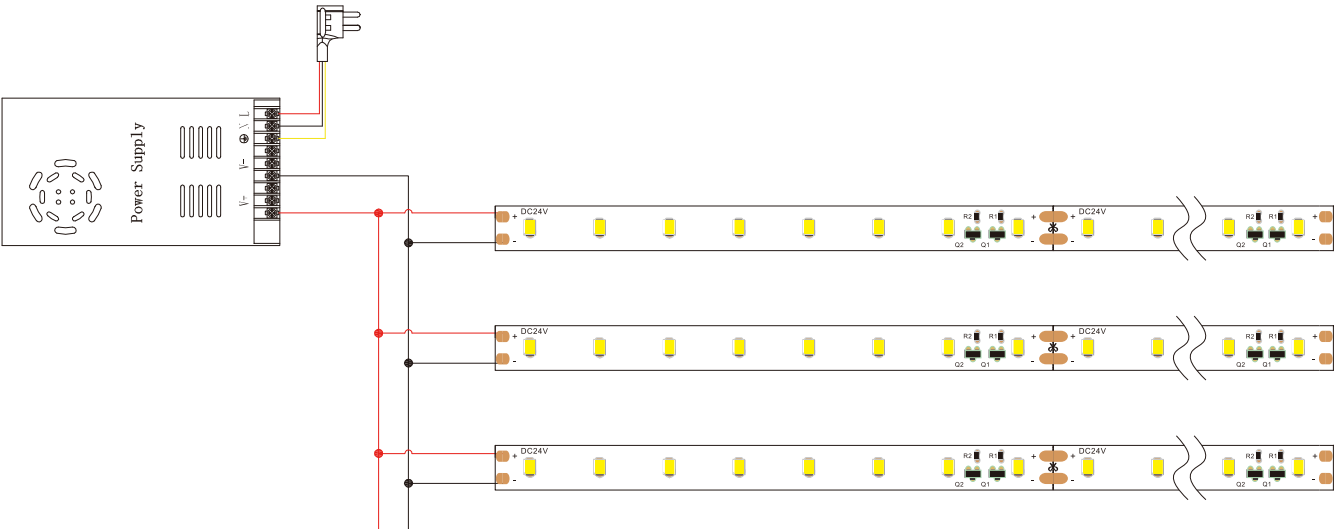 Power Supply
L
N
V-
V+
+ DC24V R2 R1 + + DC24V R2 R1 +
- Q2 Q1 - - Q2 Q1 -
+ DC24V R2 R1 + + DC24V R2 R1 +
- Q2 Q1 - - Q2 Q1 -
+ DC24V R2 R1 + + DC24V R2 R1 +
- Q2 Q1 - - Q2 Q1 -